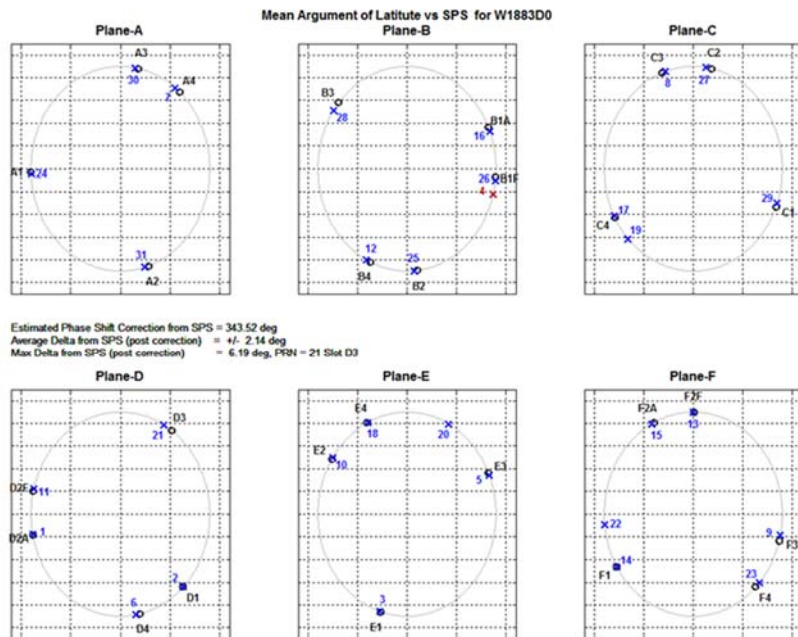 Mean Argument of Latitute vs SPS for W1883D0
Plane-A
Plane-B
Plane-C
A3
30
A4
7
A1
24
31
A2
B3
28
B1A
16
26
B1F
4
12
B4
25
B2
C3
8
C2
27
29
C1
17
C4
19
Estimated Phase Shift Correction from SPS = 343.52 deg
Average Delta from SPS (post correction) = +/- 2.14 deg
Max Delta from SPS (post correction) = 6.19 deg, PRN = 21 Slot D3
Plane-D
Plane-E
Plane-F
D3
21
D2F
11
D2A
1
2
D1
6
D4
E4
18
20
E2
10
E3
5
3
E1
F2A
15
F2F
13
22
9
F3
14
F1
23
F4